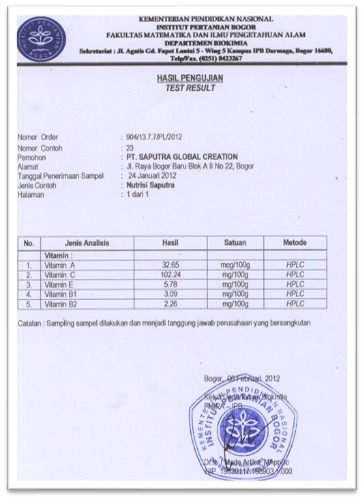 KEMENTERIAN PENDIDIKAN NASIONAL
INSTITUT PERTANIAN BOGOR
FAKULTAS MATEMATIKA DAN ILMU PENGETAHUAN ALAM
DEPARTEMEN BIOKIMIA
Sekretariat : Jl. Agatis Gd. Fapet Lantai 5 - Wing 5 Kampus IPB Darmaga, Bogor 16680,
Telp/Fax. (0251) 8423267
HASIL PENGUJIAN
TEST RESULT
Nomor Order : 904/13.7.7/PL/2012
Nomor Contoh : 23
Pemohon : PT. SAPUTRA GLOBAL CREATION
Alamat : Jl. Raya Bogor Baru Blok A II No 22, Bogor
Tanggal Penerimaan Sampel : 24 Januari 2012
Jenis Contoh : Nutrisi Saputra
Halaman : 1 dari 1
No. Jenis Analisis Hasil Satuan Metode
Vitamin :
1. Vitamin A 32.65 mcg/100g HPLC
2. Vitamin C 102.24 mg/100g HPLC
3. Vitamin E 5.78 mg/100g HPLC
4. Vitamin B1 3.09 mg/100g HPLC
5. Vitamin B2 2.26 mg/100g HPLC
Catatan : Sampling sampel dilakukan dan menjadi tanggung jawab perusahaan yang bersangkutan
Bogor, 06 Februari 2012
Biokimia
FMIPA - IPB
KEMENTERIAN PENDIDIKAN NASIONAL
INSTITUT PERTANIAN BOGOR